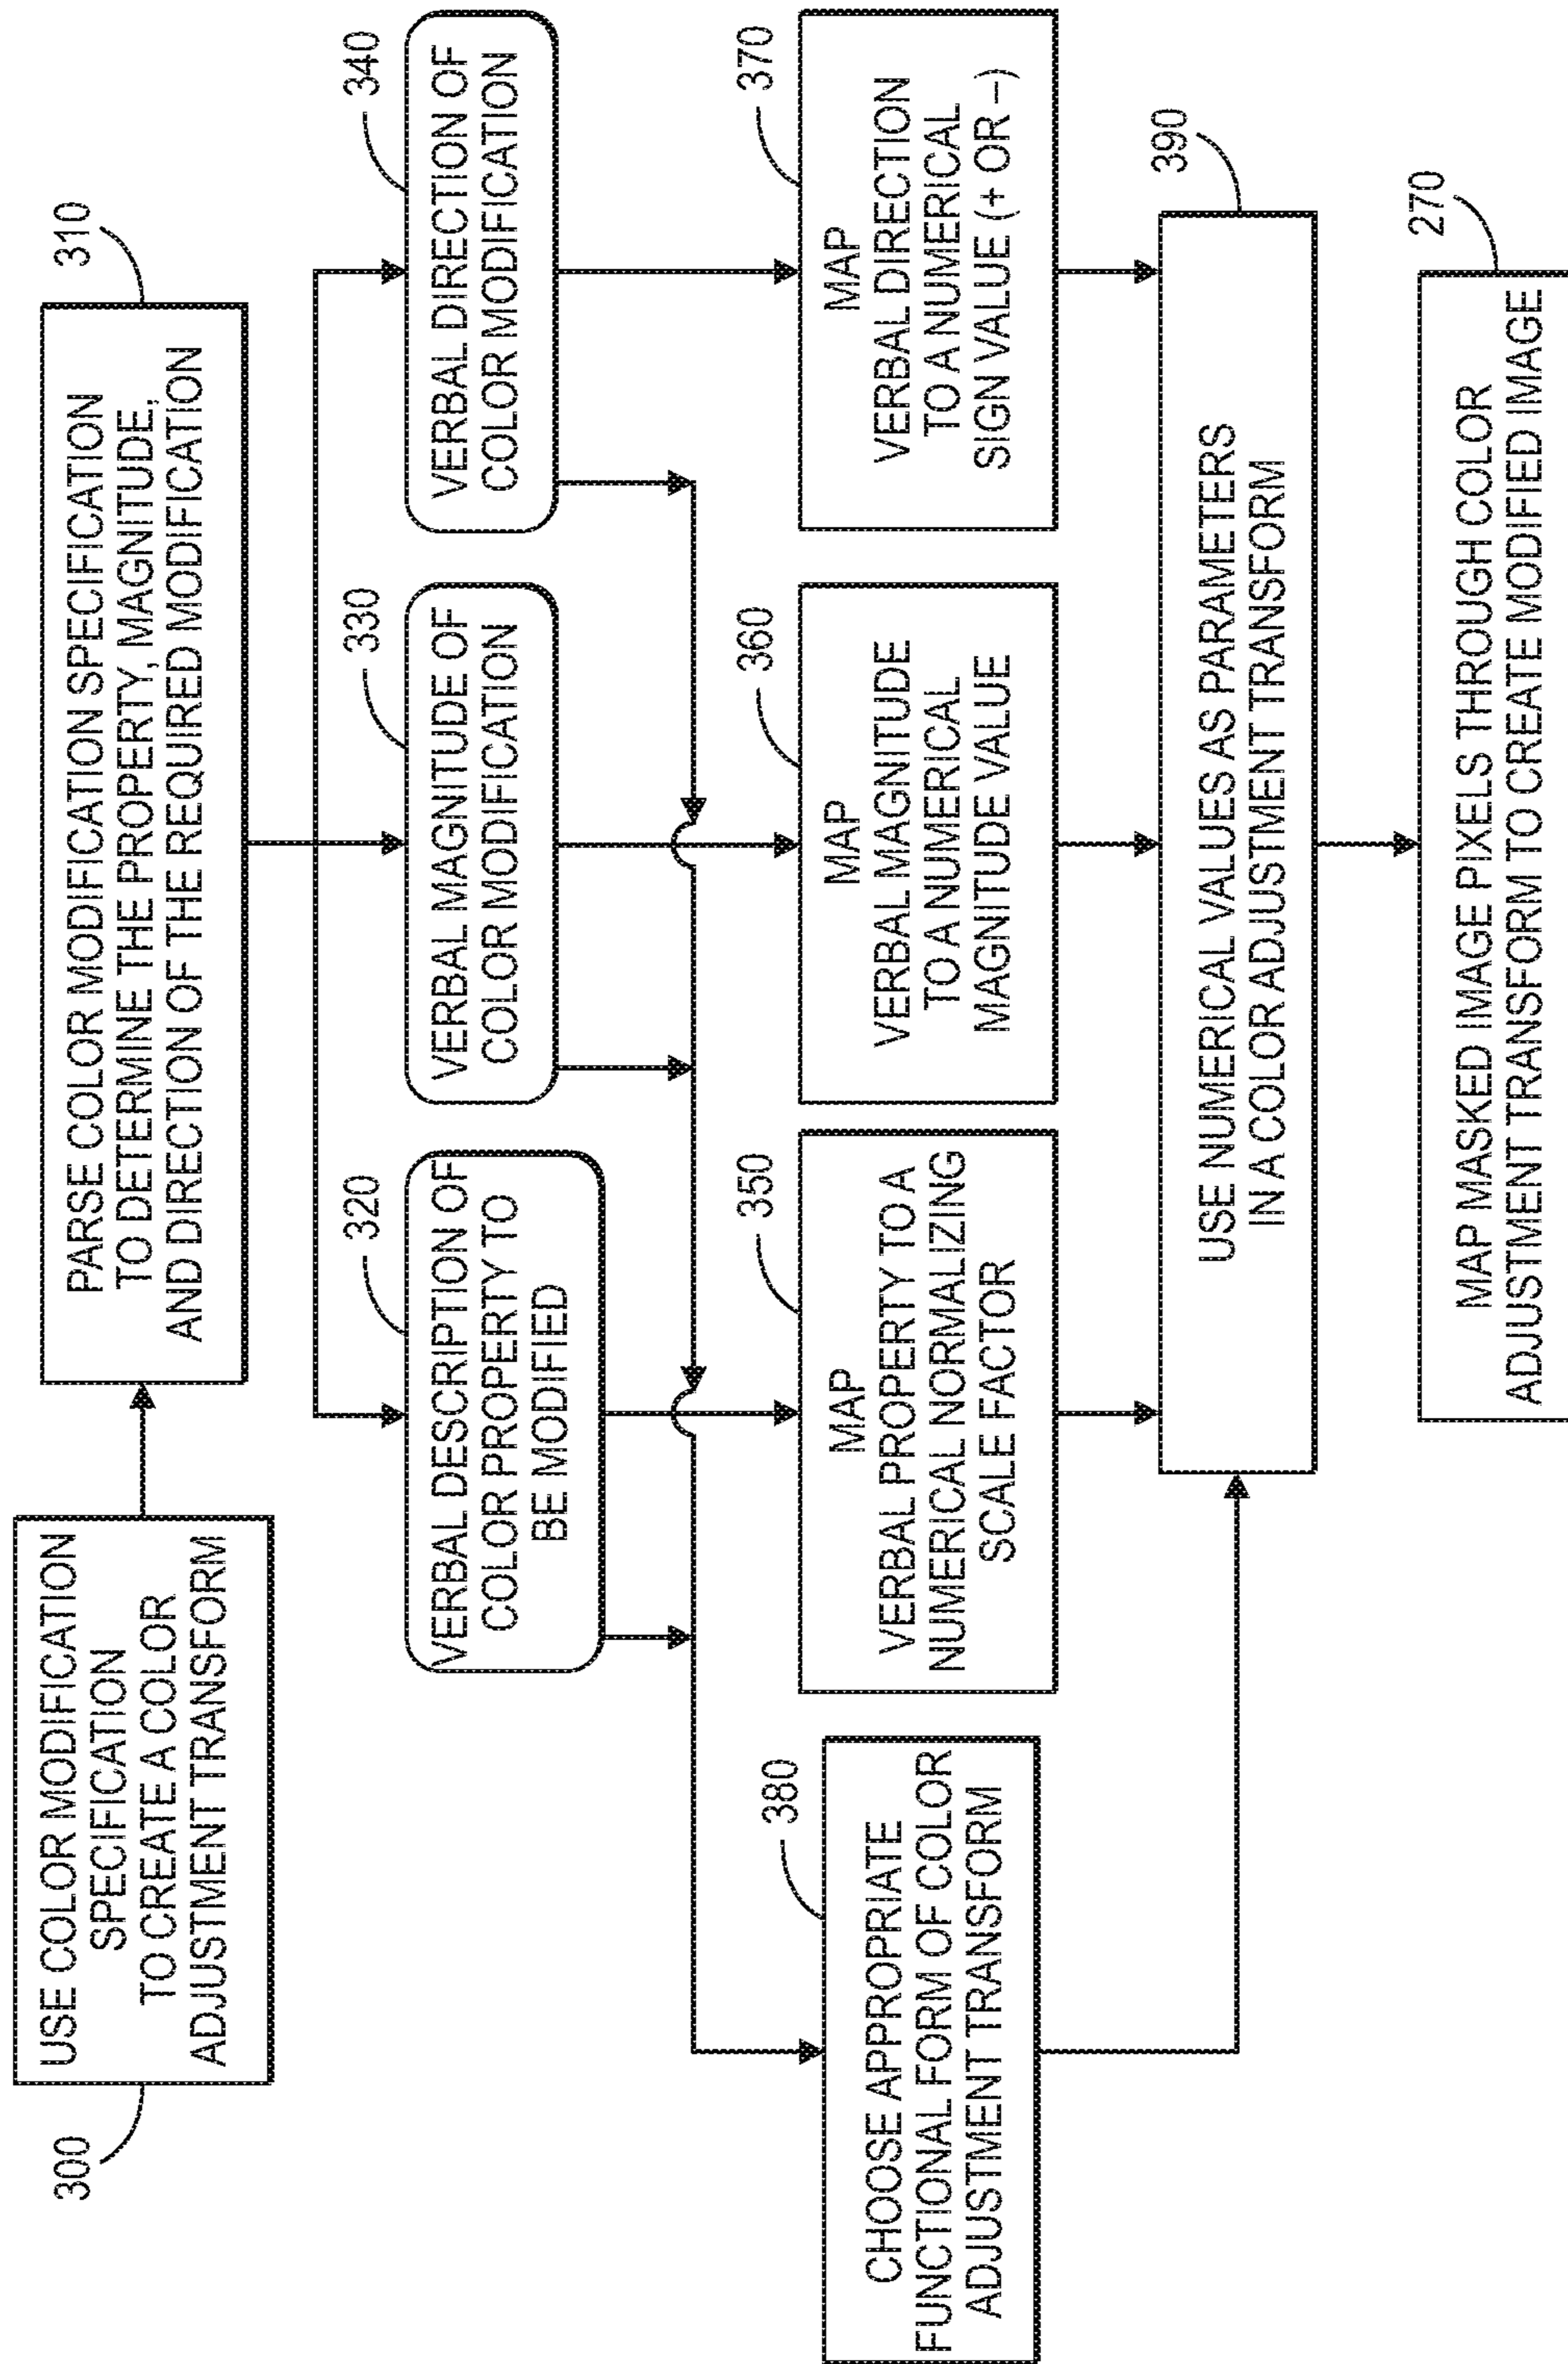 USE COLOR MODIFICATION
SPECIFICATION
TO CREATE A COLOR
ADJUSTMENT TRANSFORM
300
PARSE COLOR MODIFICATION SPECIFICATION
TO DETERMINE THE PROPERTY, MAGNITUDE,
AND DIRECTION OF THE REQUIRED MODIFICATION
310
VERBAL DESCRIPTION OF
COLOR PROPERTY TO
BE MODIFIED
320
VERBAL MAGNITUDE OF
COLOR MODIFICATION
330
VERBAL DIRECTION OF
COLOR MODIFICATION
340
CHOOSE APPROPRIATE
FUNCTIONAL FORM OF COLOR
ADJUSTMENT TRANSFORM
380
MAP
VERBAL PROPERTY TO A
NUMERICAL NORMALIZING
SCALE FACTOR
350
MAP
VERBAL MAGNITUDE
TO A NUMERICAL
MAGNITUDE VALUE
360
MAP
VERBAL DIRECTION
TO A NUMERICAL
SIGN VALUE (+ OR –)
370
USE NUMERICAL VALUES AS PARAMETERS
IN A COLOR ADJUSTMENT TRANSFORM
390
MAP MASKED IMAGE PIXELS THROUGH COLOR
ADJUSTMENT TRANSFORM TO CREATE MODIFIED IMAGE
270